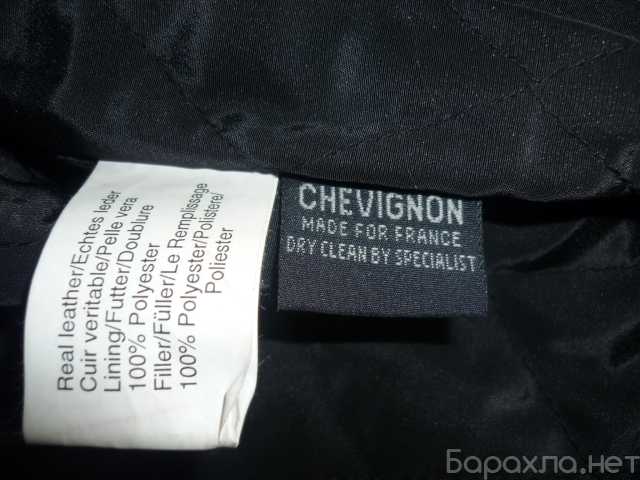 Real leather/Echtes leder
Cuir veritable/Pelle vera
Lining/Futter/Doublure
100% Polyester
Filler/Füller/Le Remplissage
100% Polyester/Polistere/
Poliester
CHEVIGNON
MADE FOR FRANCE
DRY CLEAN BY SPECIALIST
Барахла.нет